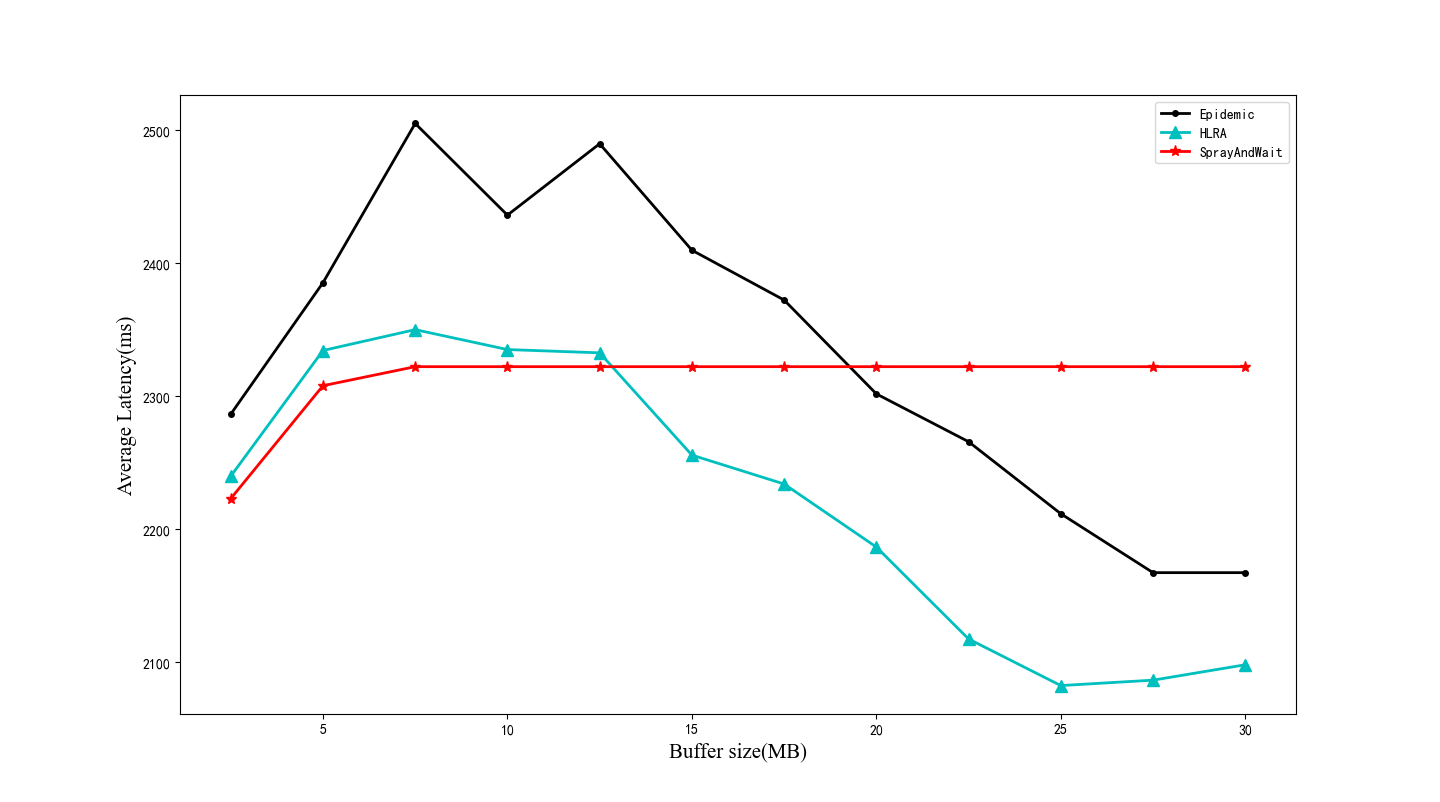 Epidemic
HLRA
SprayAndWait
2500
2400
2300
2200
2100
Average Latency(ms)
5 10 15 20 25 30
Buffer size(MB)